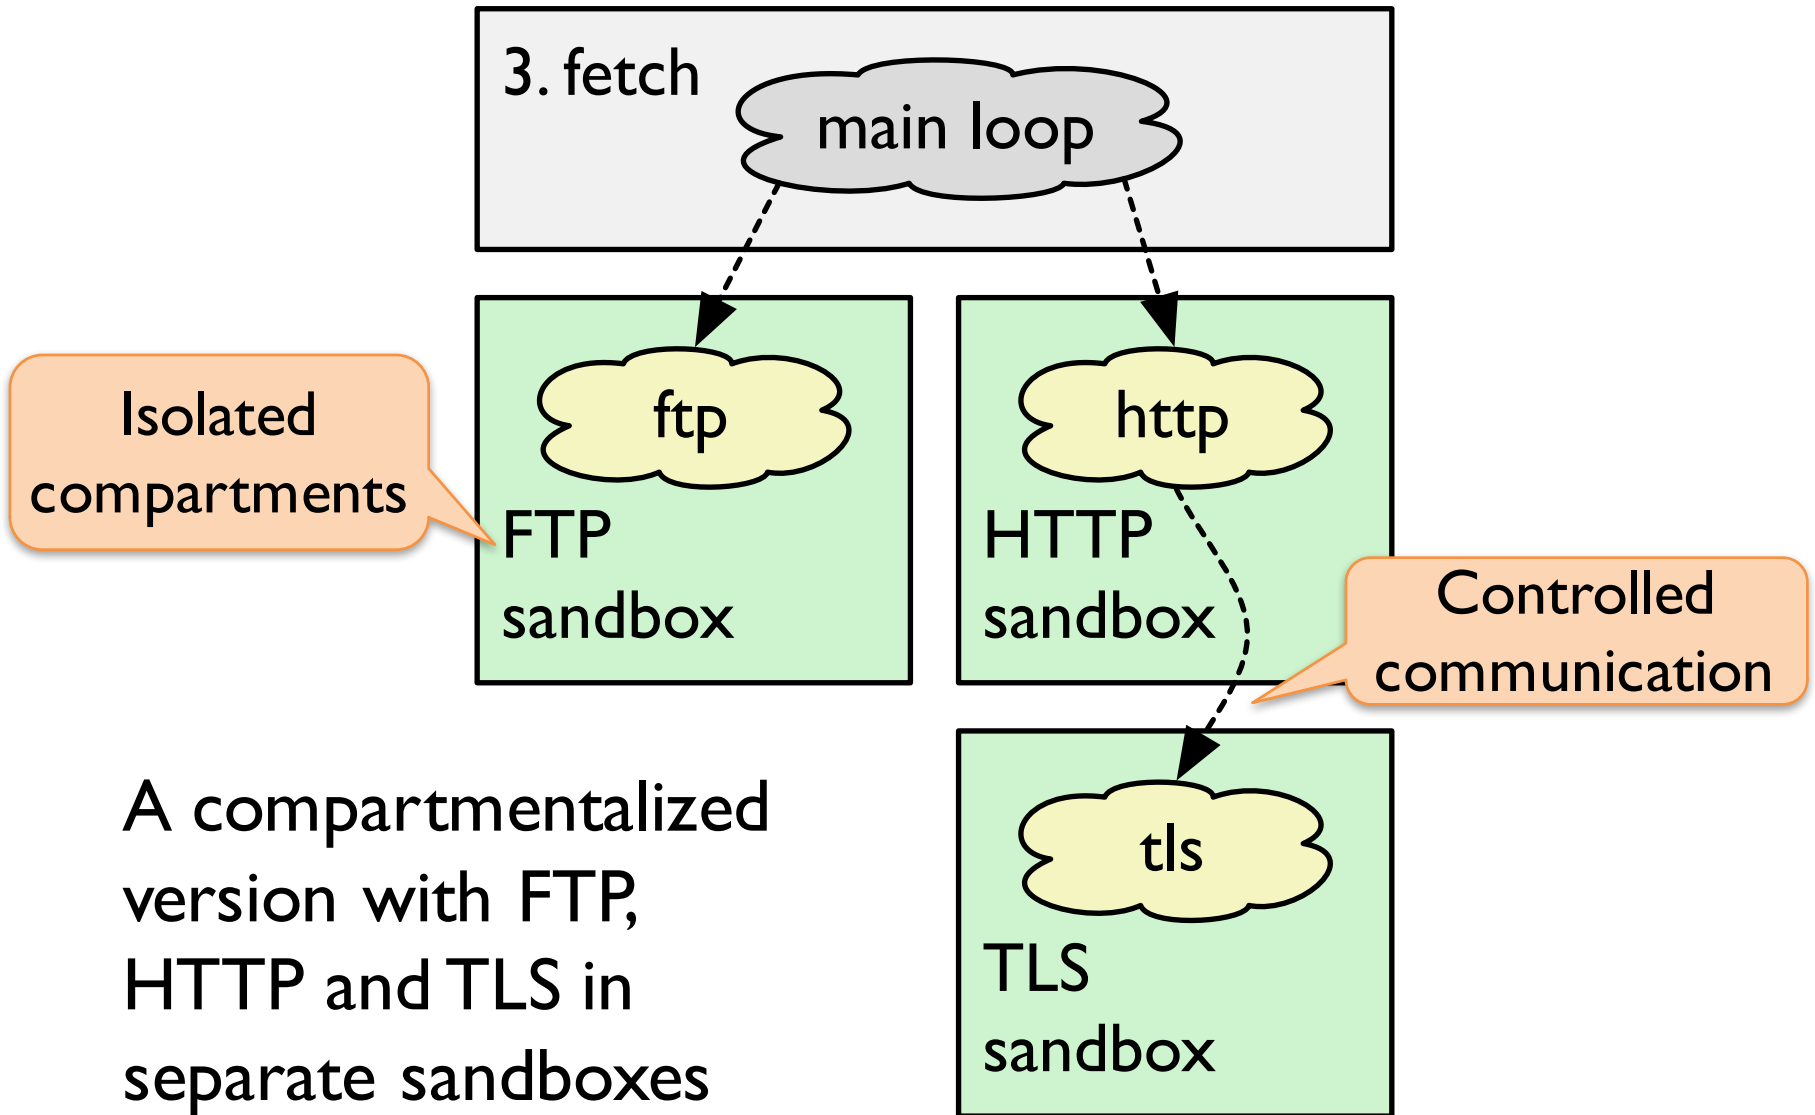 3. fetch
main loop
ftp
http
Isolated
compartments
FTP
sandbox
HTTP
sandbox
Controlled
communication
tls
TLS
sandbox
A compartmentalized
version with FTP,
HTTP and TLS in
separate sandboxes